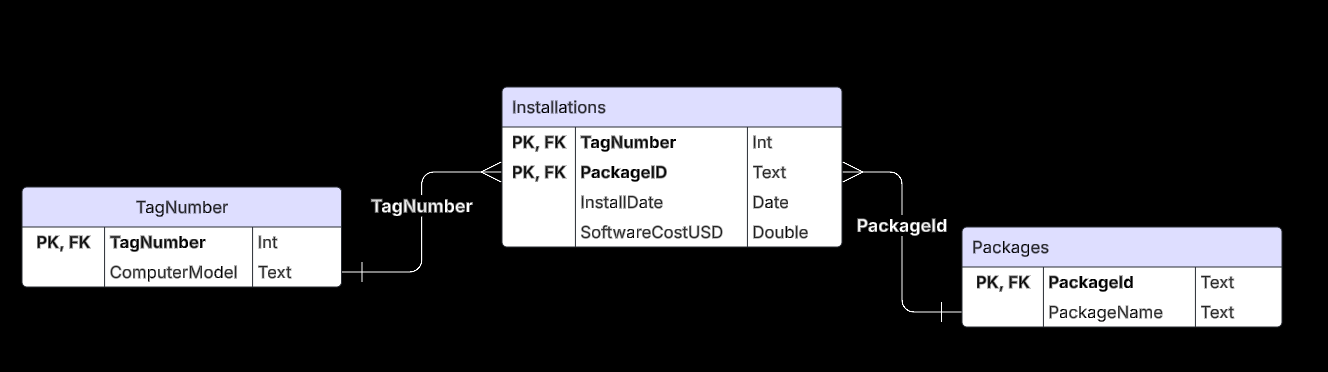 Installations
PK, FK TagNumber Int
PK, FK PackageID Text
InstallDate Date
SoftwareCostUSD Double
TagNumber
TagNumber
PK, FK TagNumber Int
ComputerModel Text
PackageId
Packages
PK, FK PackageId Text
PackageName Text